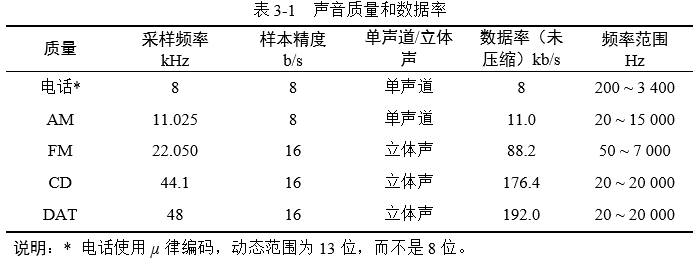 表 3-1 声音质量和数据率
质量 采样频率 kHz 样本精度 b/s 单声道/立体声 数据率（未压缩）kb/s 频率范围 Hz
电话* 8 8 单声道 8 200 ~ 3 400
AM 11.025 8 单声道 11.0 20 ~ 15 000
FM 22.050 16 立体声 88.2 50 ~ 7 000
CD 44.1 16 立体声 176.4 20 ~ 20 000
DAT 48 16 立体声 192.0 20 ~ 20 000
说明：* 电话使用 μ 律编码，动态范围为 13 位，而不是 8 位。